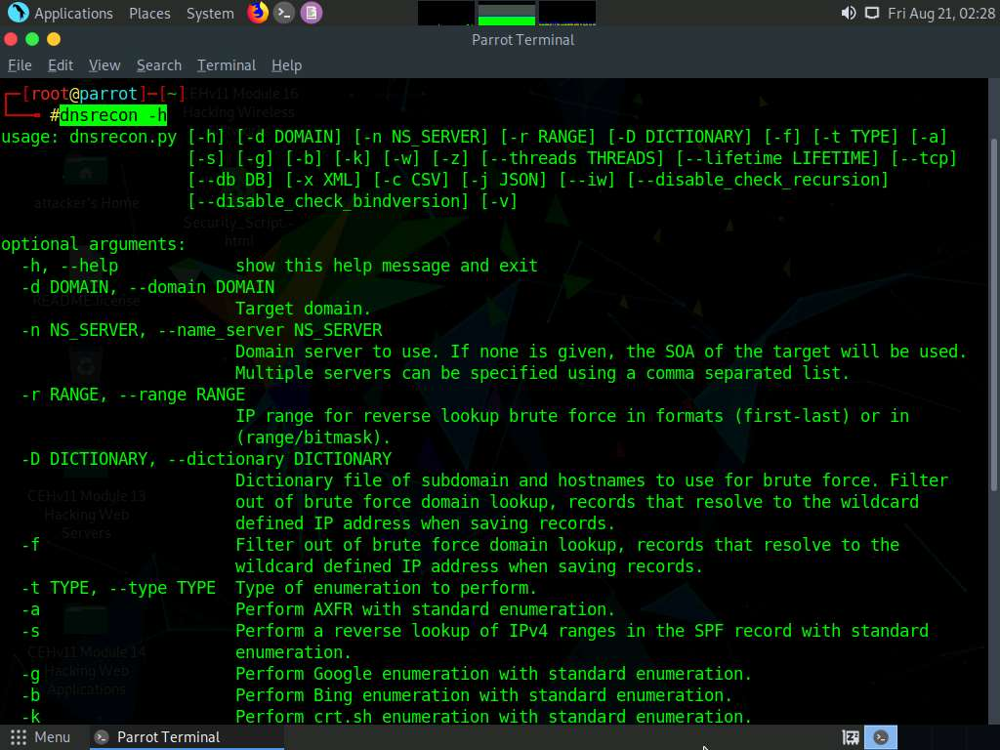 Applications Places System Fri Aug 21, 02:28
Parrot Terminal
File Edit View Search Terminal Help
[root@parrot]─[~]
#dnsrecon -h
usage: dnsrecon.py [-h] [-d DOMAIN] [-n NS_SERVER] [-r RANGE] [-D DICTIONARY] [-f] [-t TYPE] [-a]
[-s] [-g] [-b] [-k] [-w] [-z] [--threads THREADS] [--lifetime LIFETIME] [--tcp]
[--db DB] [-x XML] [-c CSV] [-j JSON] [--iw] [--disable_check_recursion]
[--disable_check_bindversion] [-v]
optional arguments:
-h, --help show this help message and exit
-d DOMAIN, --domain DOMAIN
Target domain.
-n NS_SERVER, --name_server NS_SERVER
Domain server to use. If none is given, the SOA of the target will be used.
Multiple servers can be specified using a comma separated list.
-r RANGE, --range RANGE
IP range for reverse lookup brute force in formats (first-last) or in
(range/bitmask).
-D DICTIONARY, --dictionary DICTIONARY
Dictionary file of subdomain and hostnames to use for brute force. Filter
out of brute force domain lookup, records that resolve to the wildcard
defined IP address when saving records.
-f Filter out of brute force domain lookup, records that resolve to the
wildcard defined IP address when saving records.
-t TYPE, --type TYPE Type of enumeration to perform.
-a Perform AXFR with standard enumeration.
-s Perform a reverse lookup of IPv4 ranges in the SPF record with standard
enumeration.
-g Perform Google enumeration with standard enumeration.
-b Perform Bing enumeration with standard enumeration.
-k Perform crt.sh enumeration with standard enumeration.
CEHv11 Module 16
Hacking Wireless
attacker's Home
Security_Script.-
html
README.license
CEHv11 Module 13
Hacking Web
Servers
CEHv11 Module 14
Hacking Web
Applications
Menu Parrot Terminal